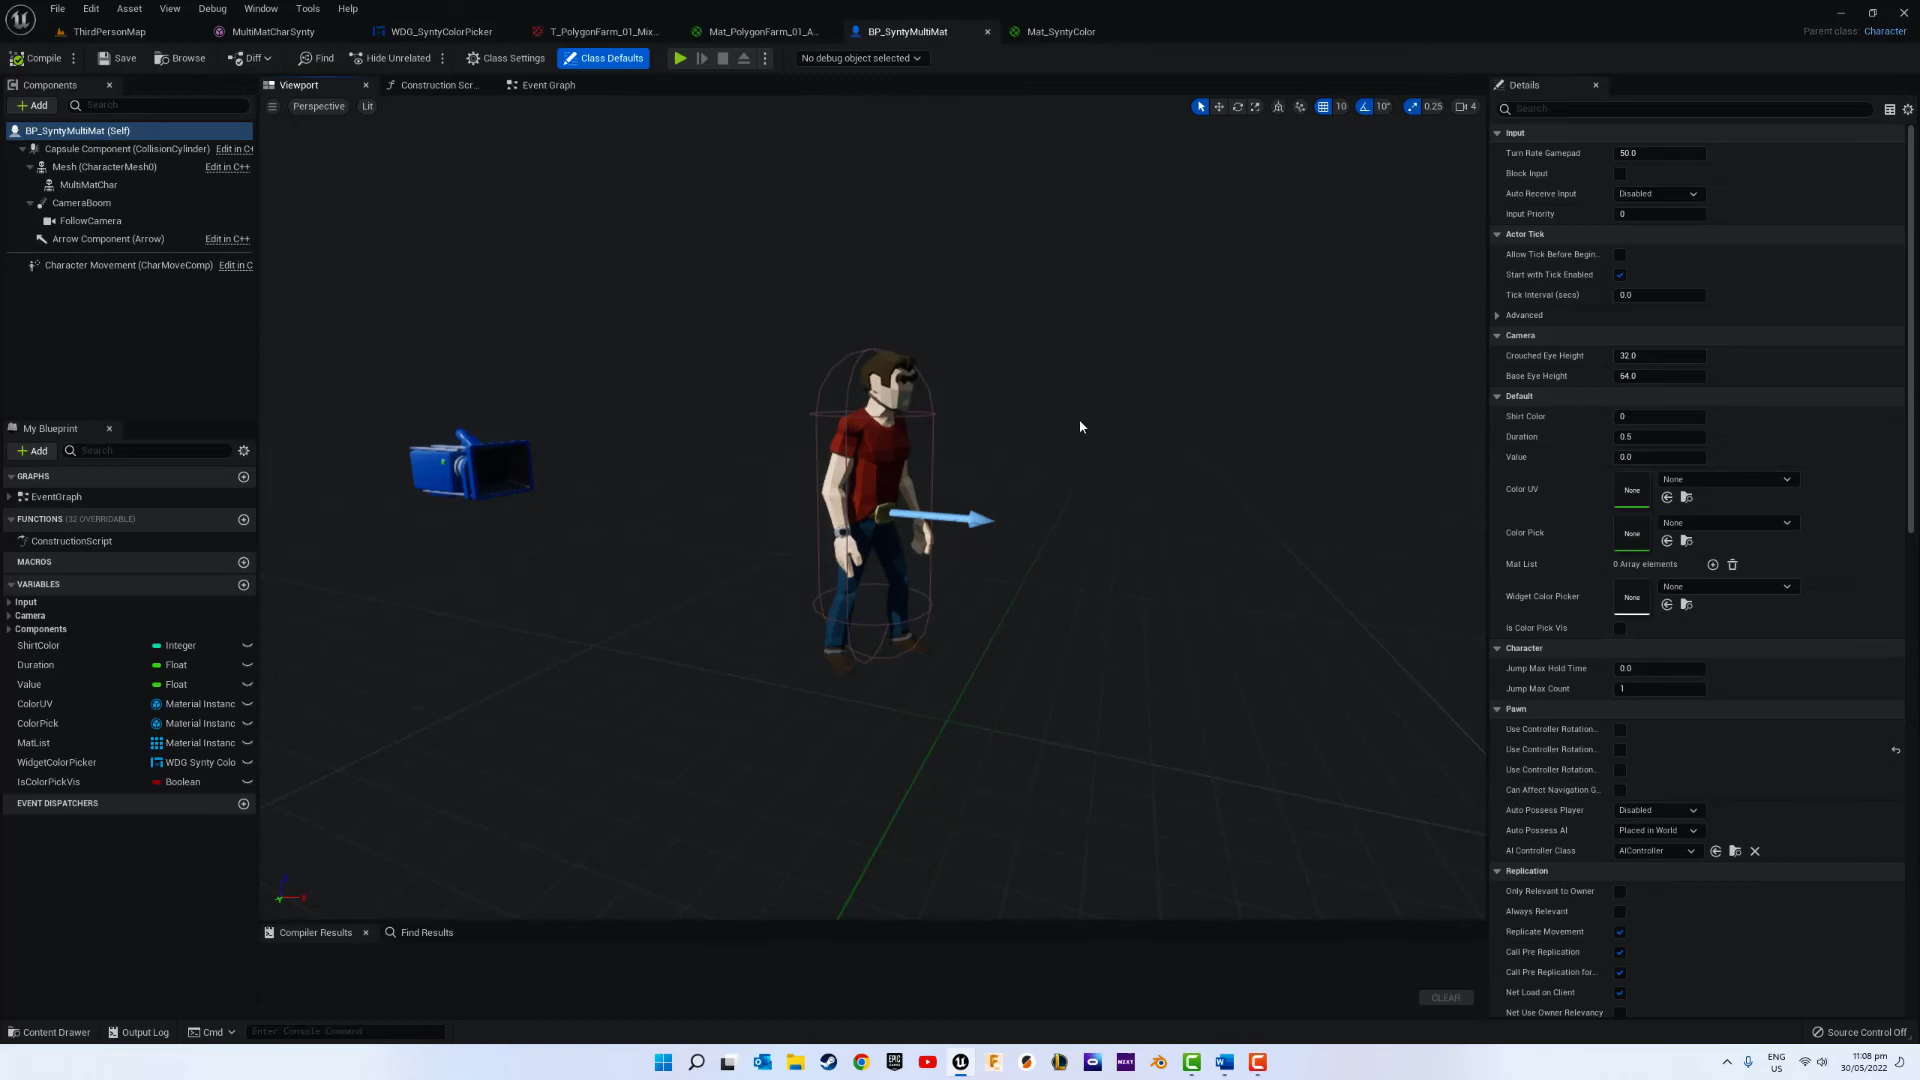 File Edit Asset View Debug Window Tools Help
ThirdPersonMap MultiMatCharSynty WDG_SyntyColorPicker T_PolygonFarm_01_Mix... Mat_PolygonFarm_01_A... BP_SyntyMultiMat Mat_SyntyColor Parent class: Character
Compile Save Browse Diff Find Hide Unrelated Class Settings Class Defaults No debug object selected
Components
Viewport Construction Scr... Event Graph
Details
Add Search
Perspective Lit
10 10° 0.25 4
Search
BP_SyntyMultiMat (Self)
Capsule Component (CollisionCylinder) Edit in C+
Mesh (CharacterMesh0) Edit in C++
MultiMatChar
CameraBoom
FollowCamera
Arrow Component (Arrow) Edit in C++
Character Movement (CharMoveComp) Edit in C
My Blueprint
Add Search
GRAPHS
EventGraph
FUNCTIONS (32 OVERRIDABLE)
ConstructionScript
MACROS
VARIABLES
Input
Camera
Components
ShirtColor Integer
Duration Float
Value Float
ColorUV Material Instanc
ColorPick Material Instanc
MatList Material Instanc
WidgetColorPicker WDG Synty Colo
IsColorPickVis Boolean
EVENT DISPATCHERS
Compiler Results Find Results
CLEAR
Input
Turn Rate Gamepad 50.0
Block Input
Auto Receive Input Disabled
Input Priority 0
Actor Tick
Allow Tick Before Begin..
Start with Tick Enabled
Tick Interval (secs) 0.0
Advanced
Camera
Crouched Eye Height 32.0
Base Eye Height 64.0
Default
Shirt Color 0
Duration 0.5
Value 0.0
Color UV None None
Color Pick None None
Mat List 0 Array elements
Widget Color Picker None None
Is Color Pick Vis
Character
Jump Max Hold Time 0.0
Jump Max Count 1
Pawn
Use Controller Rotation..
Use Controller Rotation..
Use Controller Rotation..
Can Affect Navigation G..
Auto Possess Player Disabled
Auto Possess AI Placed in World
AI Controller Class AIController
Replication
Only Relevant to Owner
Always Relevant
Replicate Movement
Call Pre Replication
Call Pre Replication for...
Net Load on Client
Net Use Owner Relevancy
Content Drawer Output Log Cmd Enter Console Command Source Control Off
ENG
US
11:08 pm
30/05/2022